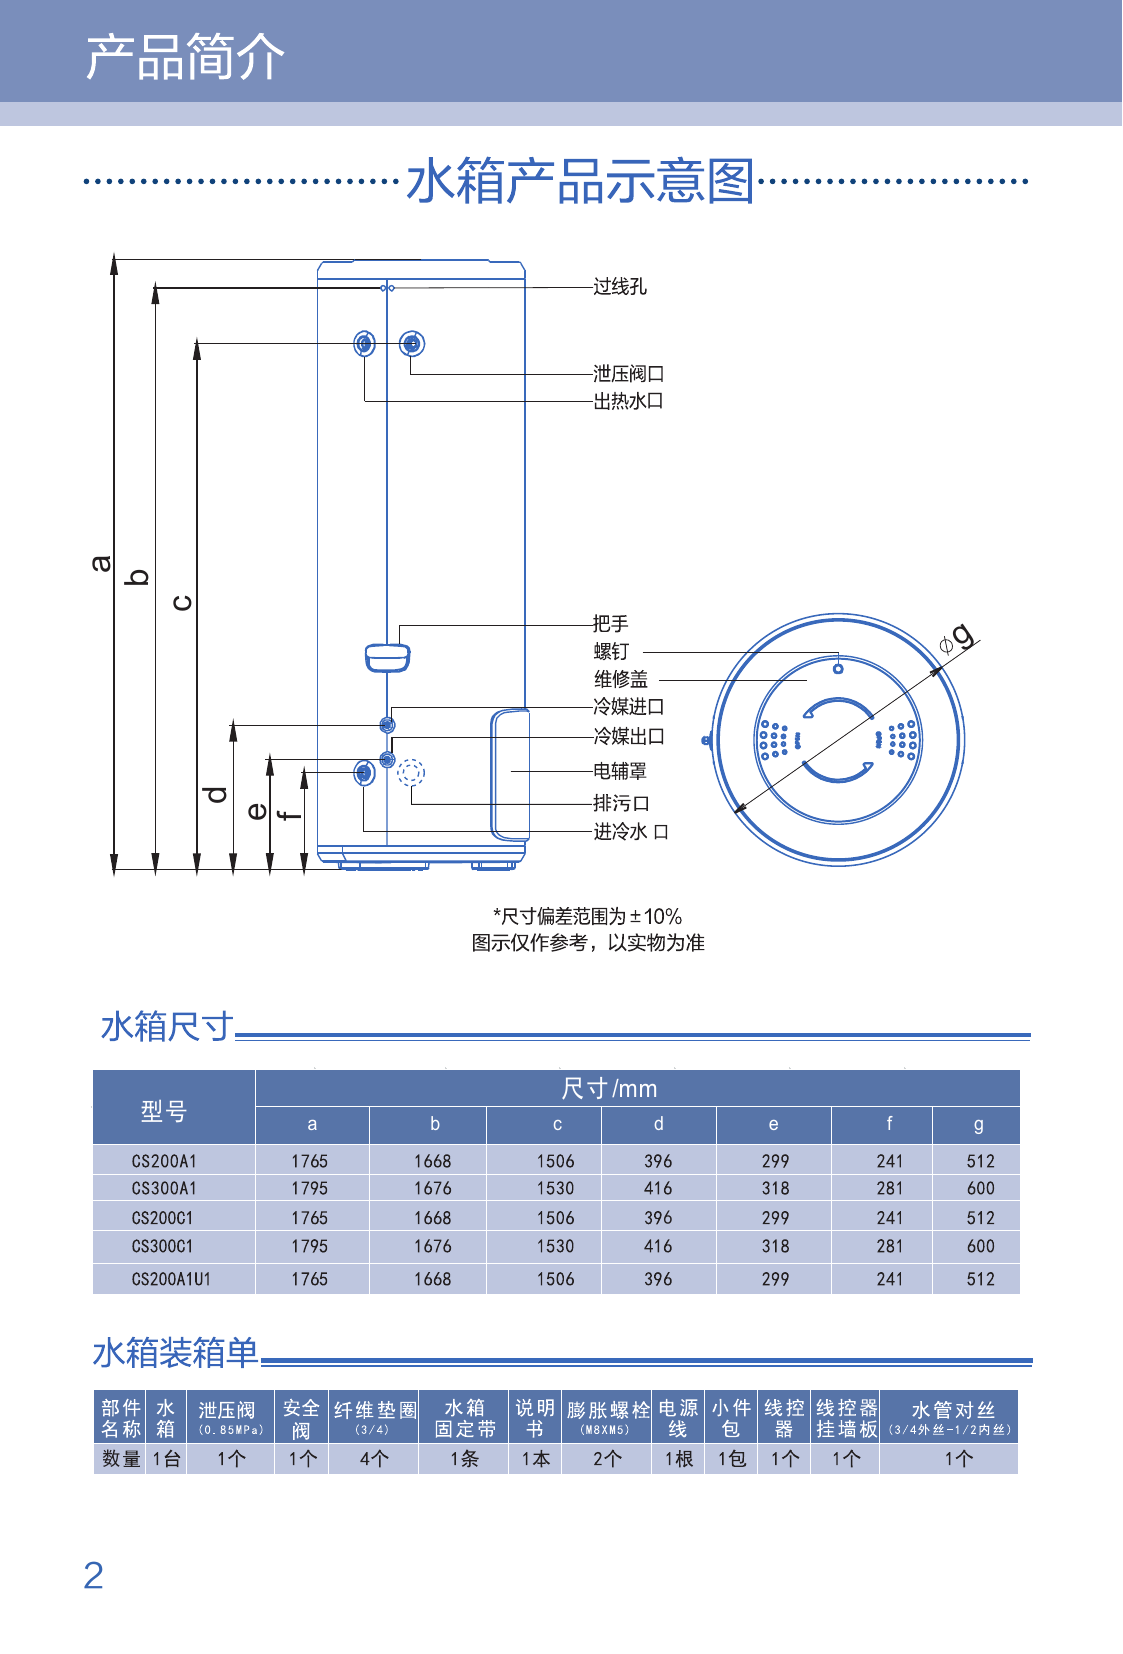 产品简介
水箱产品示意图
过线孔
泄压阀口
出热水口
a
b
c
把手
螺钉
维修盖
冷媒进口
冷媒出口
电辅罩
排污口
进冷水 口
d
e
f
⌀g
*尺寸偏差范围为±10%
图示仅作参考，以实物为准
水箱尺寸
型号 尺寸/mm
a b c d e f g
CS200A1 1765 1668 1506 396 299 241 512
CS300A1 1795 1676 1530 416 318 281 600
CS200C1 1765 1668 1506 396 299 241 512
CS300C1 1795 1676 1530 416 318 281 600
CS200A1U1 1765 1668 1506 396 299 241 512
水箱装箱单
部件 水 泄压阀 安全 纤维垫圈 水箱 说明 膨胀螺栓 电源 小件 线控 线控器 水管对丝
名称 箱 (0.85MPa) 阀 (3/4) 固定带 书 (M8XM5) 线 包 器 挂墙板 (3/4外丝-1/2内丝)
数量 1台 1个 1个 4个 1条 1本 2个 1根 1包 1个 1个 1个
2